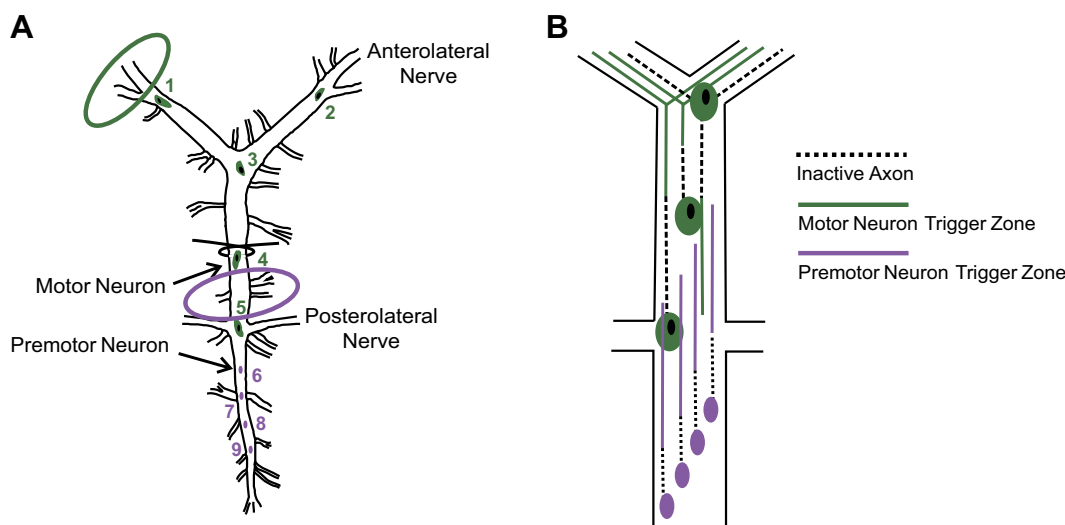 A
Anterolateral
Nerve
1
2
3
4
Motor Neuron
5
Posterolateral
Nerve
Premotor Neuron
6
7
8
9
B
Inactive Axon
Motor Neuron Trigger Zone
Premotor Neuron Trigger Zone